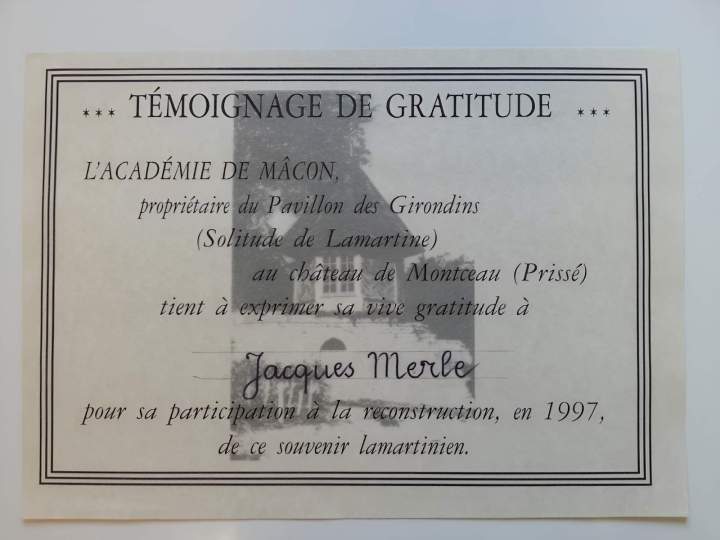 *** TÉMOIGNAGE DE GRATITUDE ***
L'ACADÉMIE DE MÂCON,
propriétaire du Pavillon des Girondins
(Solitude de Lamartine)
au château de Montceau (Prissé)
tient à exprimer sa vive gratitude à
Jacques Merle
pour sa participation à la reconstruction, en 1997,
de ce souvenir lamartinien.